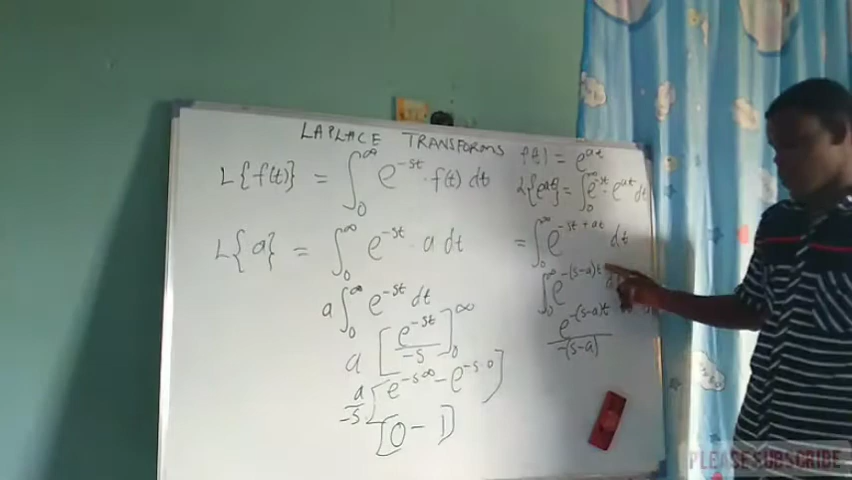 LAPLACE TRANSFORMS
L{f(t)} = ∫₀^∞ e^{-st} · f(t) dt
L{a} = ∫₀^∞ e^{-st} · a dt
a ∫₀^∞ e^{-st} dt
a [e^{-st}/-s]₀^∞
a/-s [e^{-s∞} - e^{-s·0}]
[0 - 1]
f(t) = e^{at}
L{e^{at}} = ∫₀^∞ e^{-st} · e^{at} dt
= ∫₀^∞ e^{-st + at} dt
∫₀^∞ e^{-(s-a)t}
e^{-(s-a)t}/-(s-a)
PLEASE SUBSCRIBE